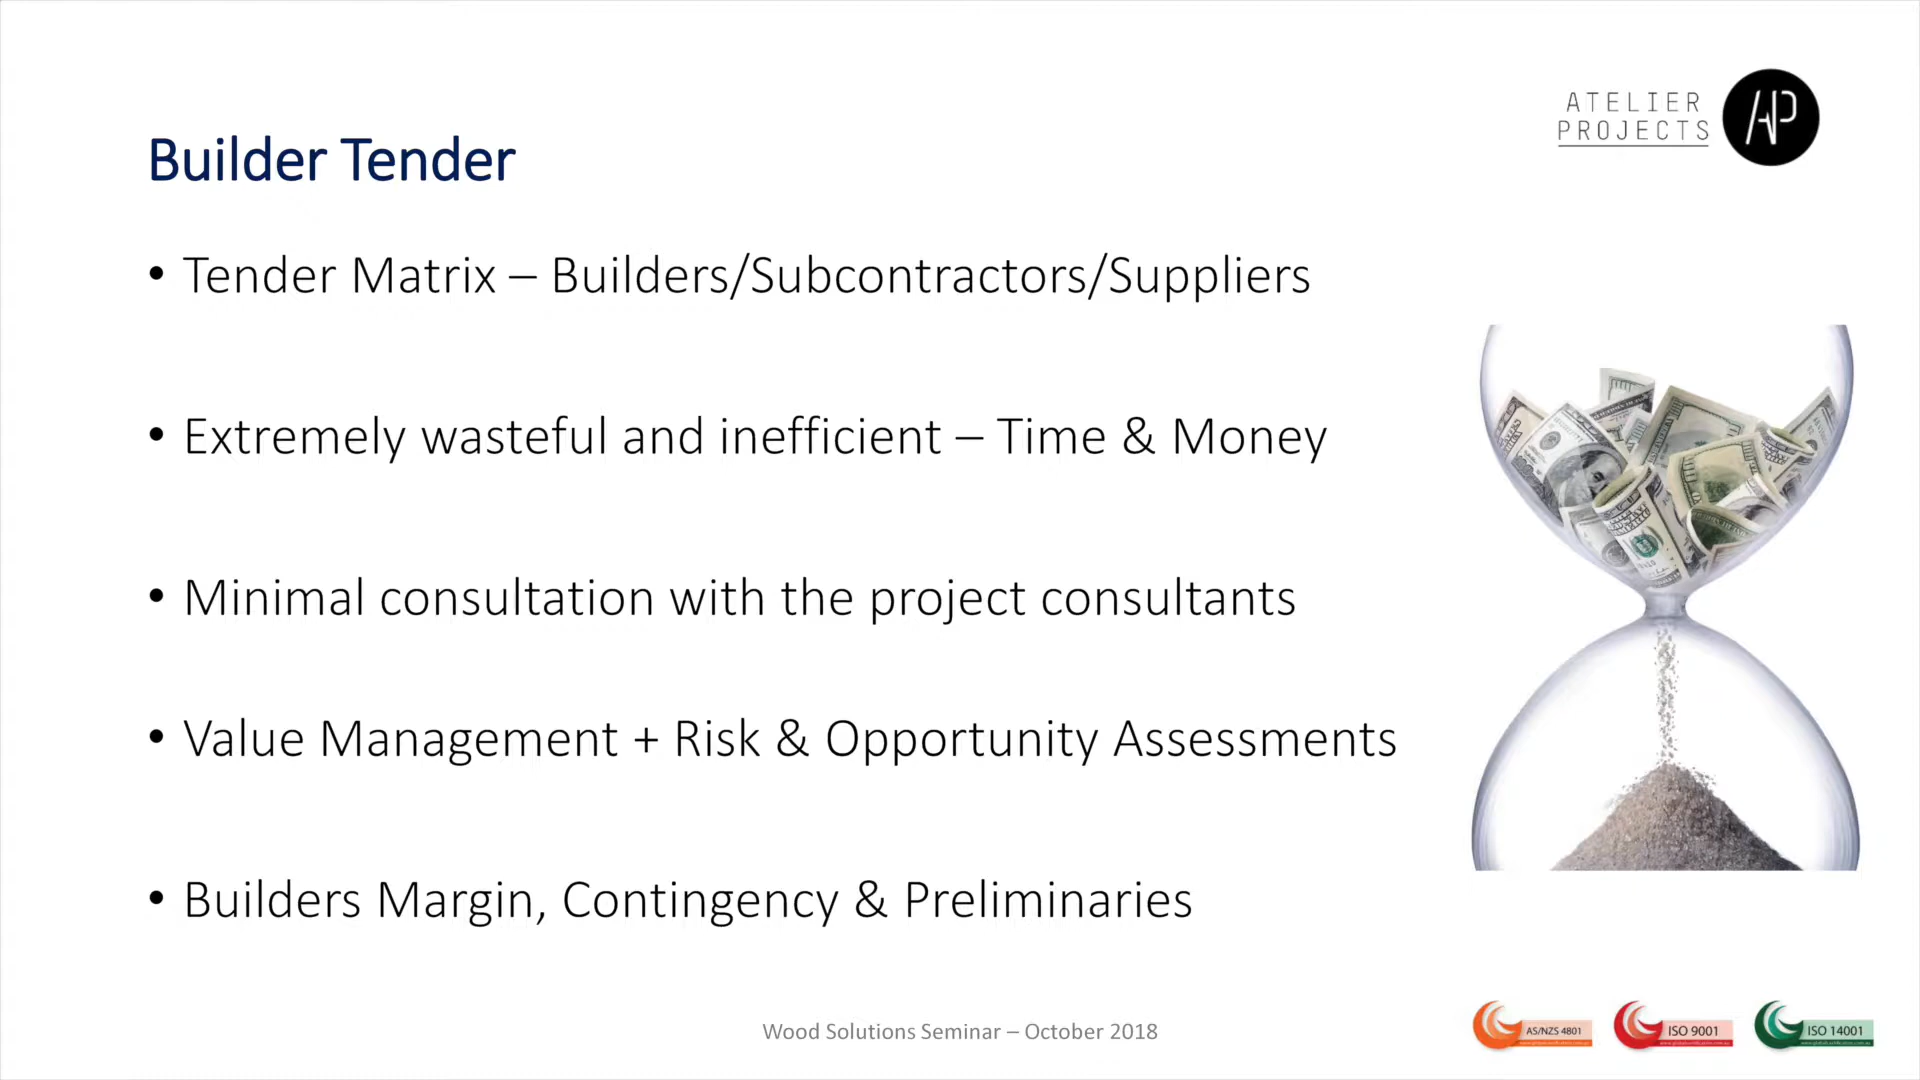 ATELIER
PROJECTS
Builder Tender
• Tender Matrix – Builders/Subcontractors/Suppliers
• Extremely wasteful and inefficient – Time & Money
• Minimal consultation with the project consultants
• Value Management + Risk & Opportunity Assessments
• Builders Margin, Contingency & Preliminaries
Wood Solutions Seminar – October 2018
AS/NZS 4801
ISO 9001
ISO 14001